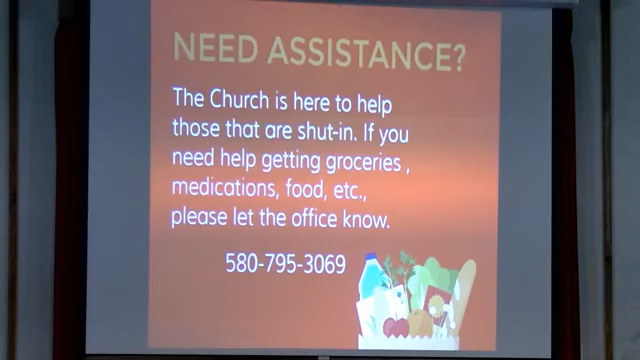 NEED ASSISTANCE?
The Church is here to help
those that are shut-in. If you
need help getting groceries ,
medications, food, etc.,
please let the office know.
580-795-3069